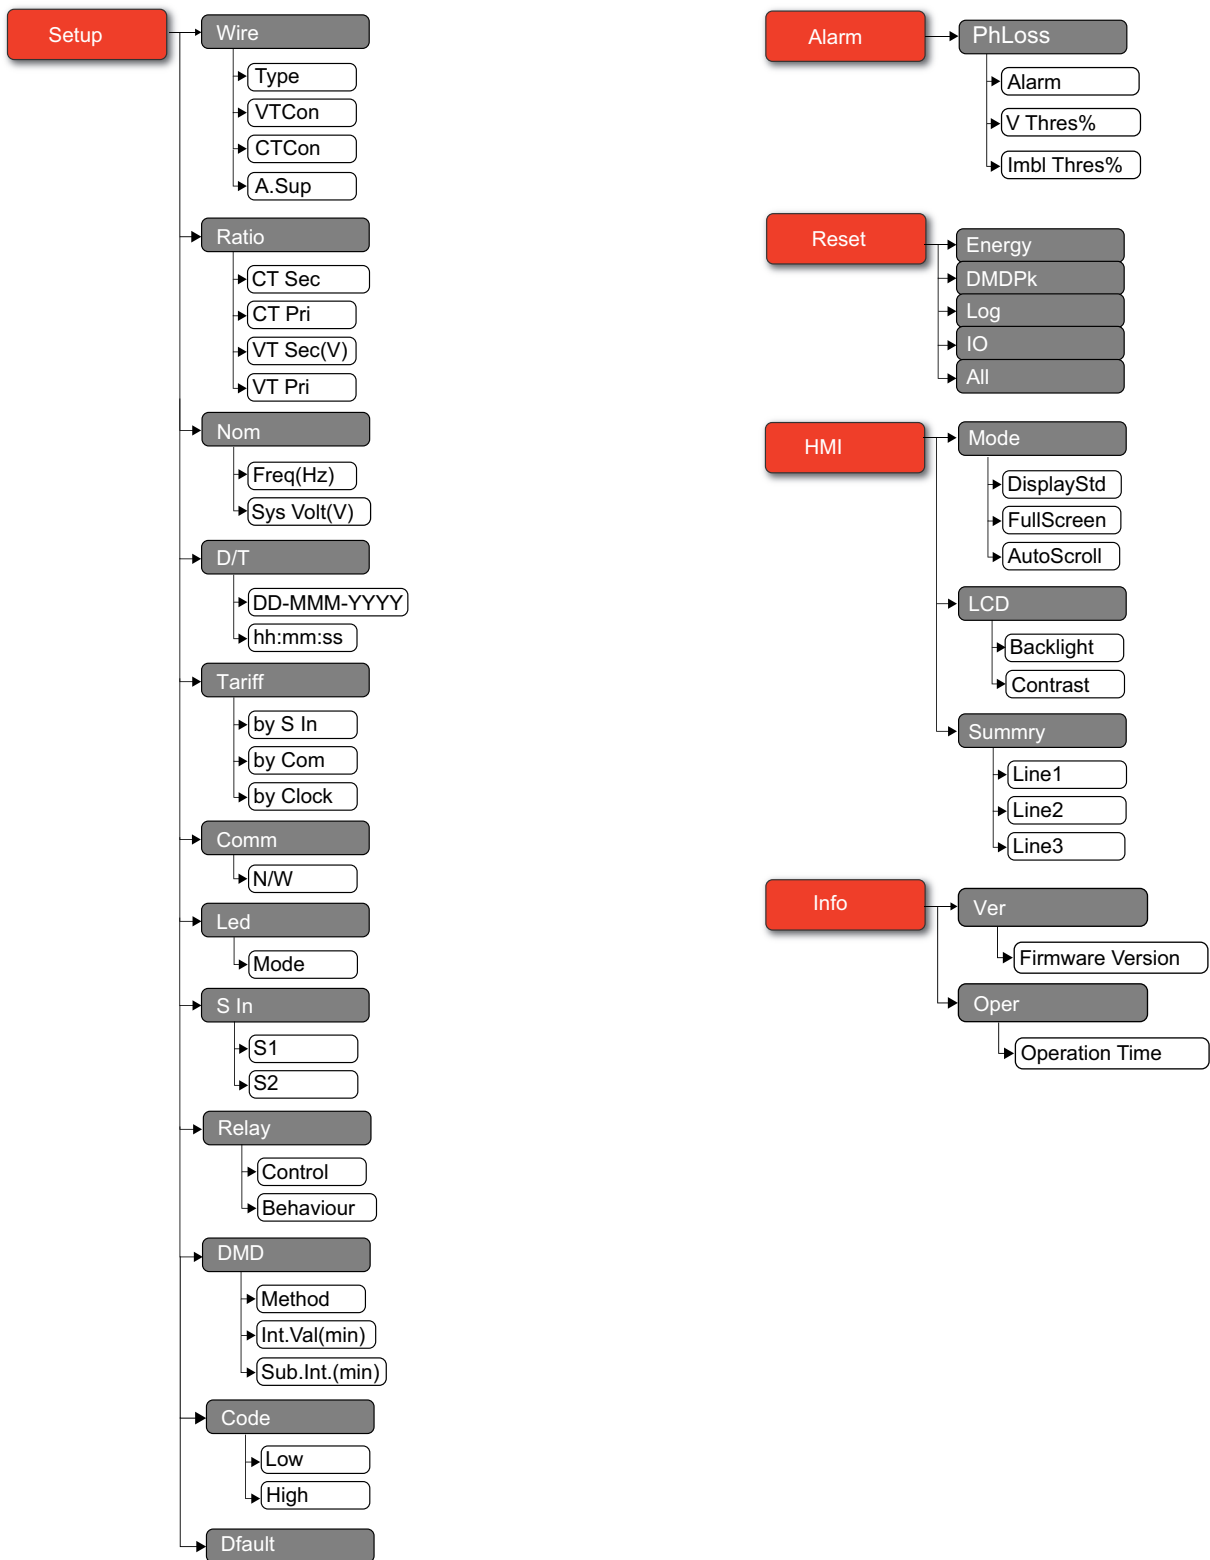 Setup
Wire
Type
VTCon
CTCon
A.Sup
Ratio
CT Sec
CT Pri
VT Sec(V)
VT Pri
Nom
Freq(Hz)
Sys Volt(V)
D/T
DD-MMM-YYYY
hh:mm:ss
Tariff
by S In
by Com
by Clock
Comm
N/W
Led
Mode
S In
S1
S2
Relay
Control
Behaviour
DMD
Method
Int.Val(min)
Sub.Int.(min)
Code
Low
High
Dfault
Alarm
PhLoss
Alarm
V Thres%
Imbl Thres%
Reset
Energy
DMDPk
Log
IO
All
HMI
Mode
DisplayStd
FullScreen
AutoScroll
LCD
Backlight
Contrast
Summry
Line1
Line2
Line3
Info
Ver
Firmware Version
Oper
Operation Time